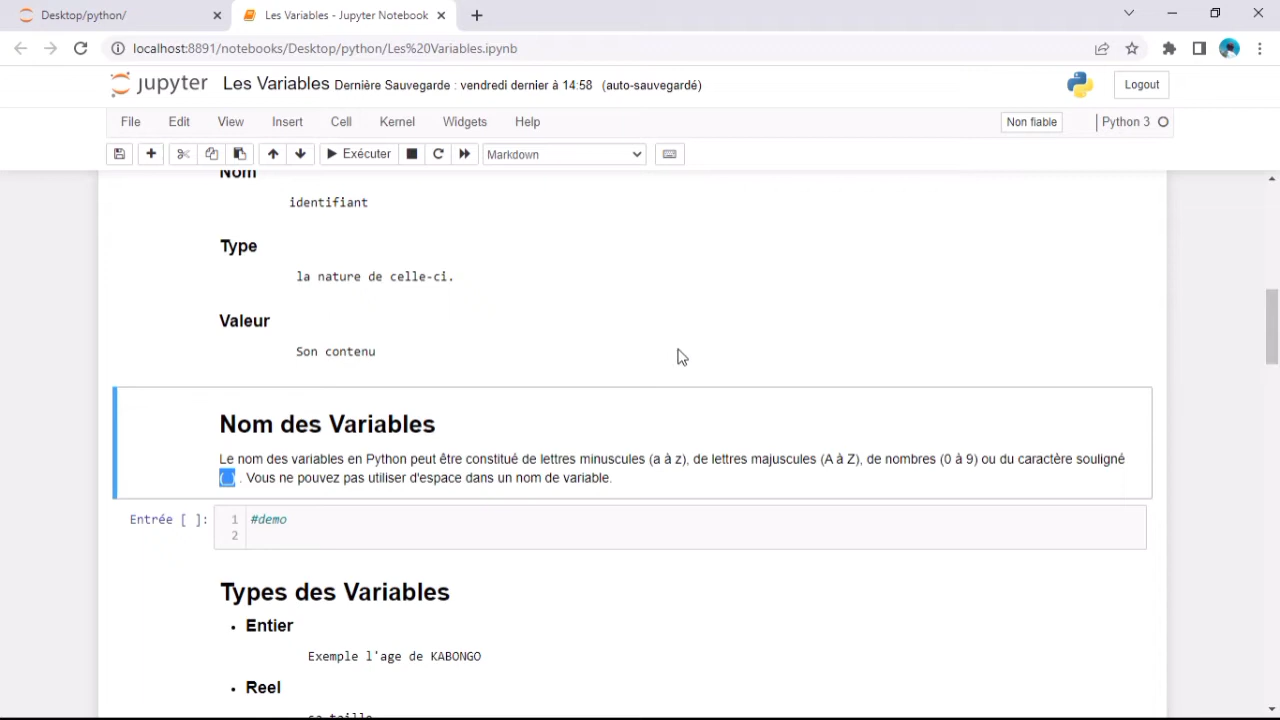 Desktop/python/
Les Variables - Jupyter Notebook
localhost:8891/notebooks/Desktop/python/Les%20Variables.ipynb
jupyter Les Variables Dernière Sauvegarde : vendredi dernier à 14:58 (auto-sauvegardé)
Logout
File Edit View Insert Cell Kernel Widgets Help
Non fiable
Python 3
Exécuter
Markdown
Nom
identifiant
Type
la nature de celle-ci.
Valeur
Son contenu
Nom des Variables
Le nom des variables en Python peut être constitué de lettres minuscules (a à z), de lettres majuscules (A à Z), de nombres (0 à 9) ou du caractère souligné
(_) . Vous ne pouvez pas utiliser d'espace dans un nom de variable.
Entrée [ ]:
1 #demo
2
Types des Variables
• Entier
Exemple l'age de KABONGO
• Reel
sa taille